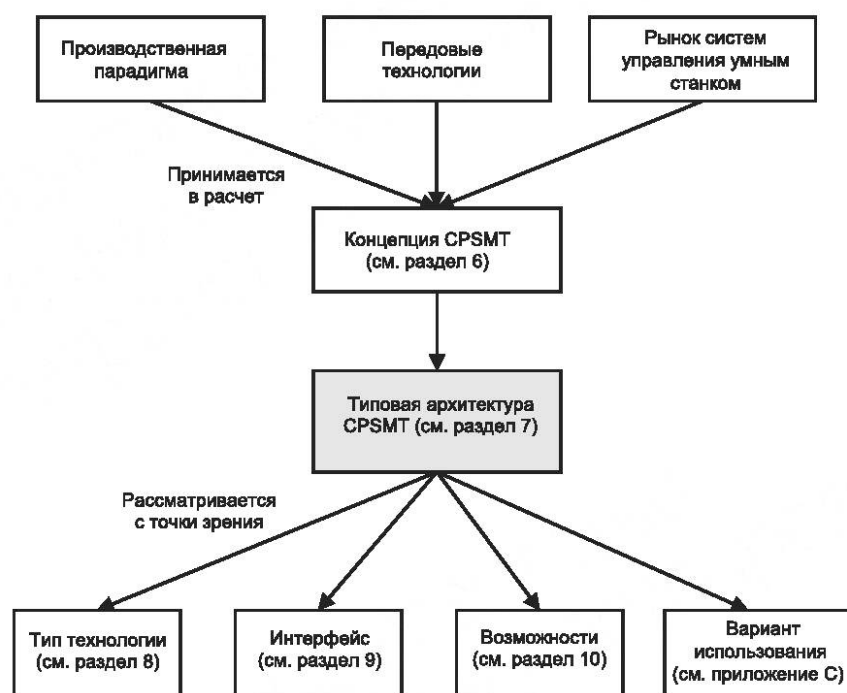 Производственная
парадигма
Передовые
технологии
Рынок систем
управления умным
станком
Принимается
в расчет
Концепция CPSMT
(см. раздел 6)
Типовая архитектура
CPSMT (см. раздел 7)
Рассматривается
с точки зрения
Тип технологии
(см. раздел 8)
Интерфейс
(см. раздел 9)
Возможности
(см. раздел 10)
Вариант
использования
(см. приложение C)